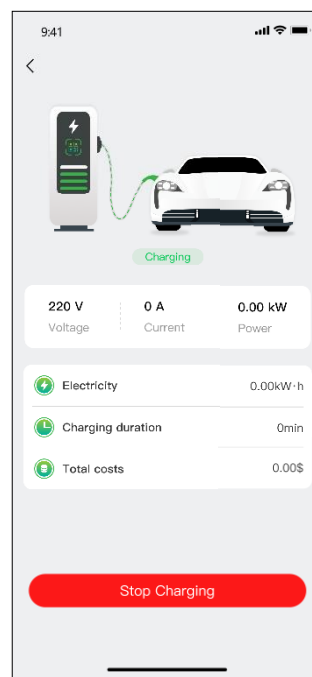 9:41
Charging
220 V 0 A 0.00 kW
Voltage Current Power
Electricity 0.00kW·h
Charging duration 0min
Total costs 0.00$
Stop Charging